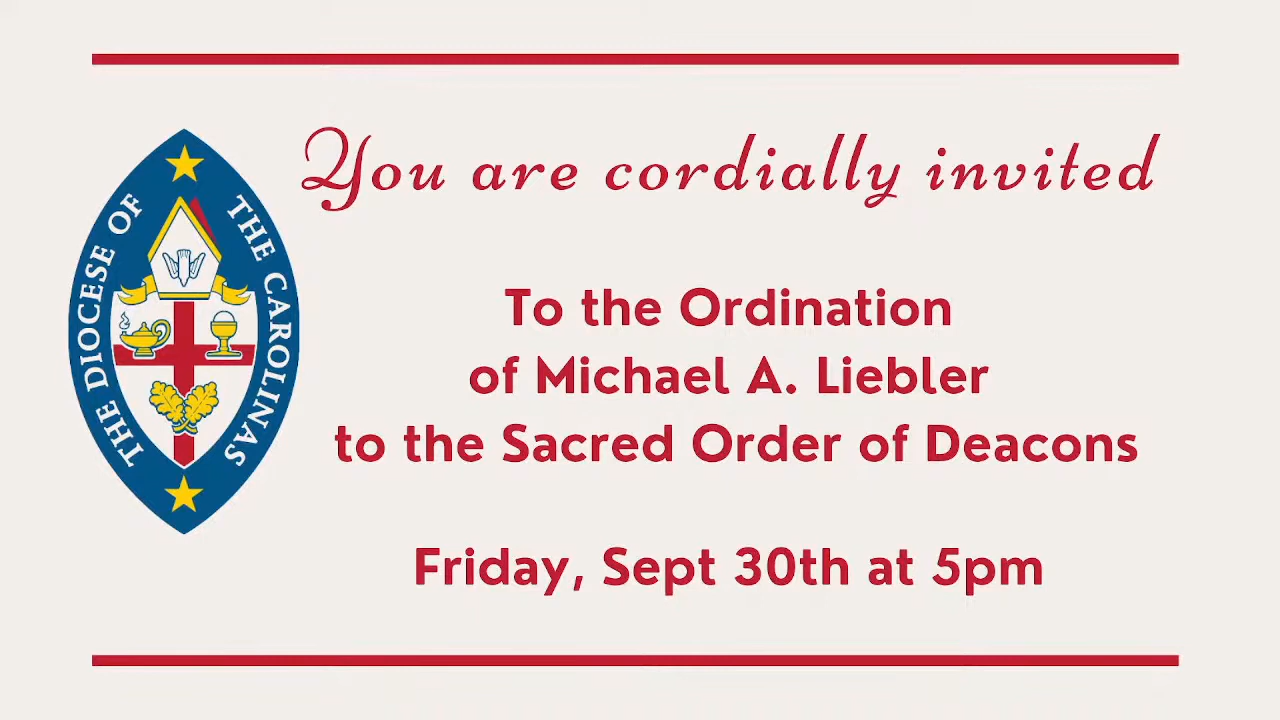 THE DIOCESE OF
THE CAROLINAS
You are cordially invited
To the Ordination
of Michael A. Liebler
to the Sacred Order of Deacons
Friday, Sept 30th at 5pm